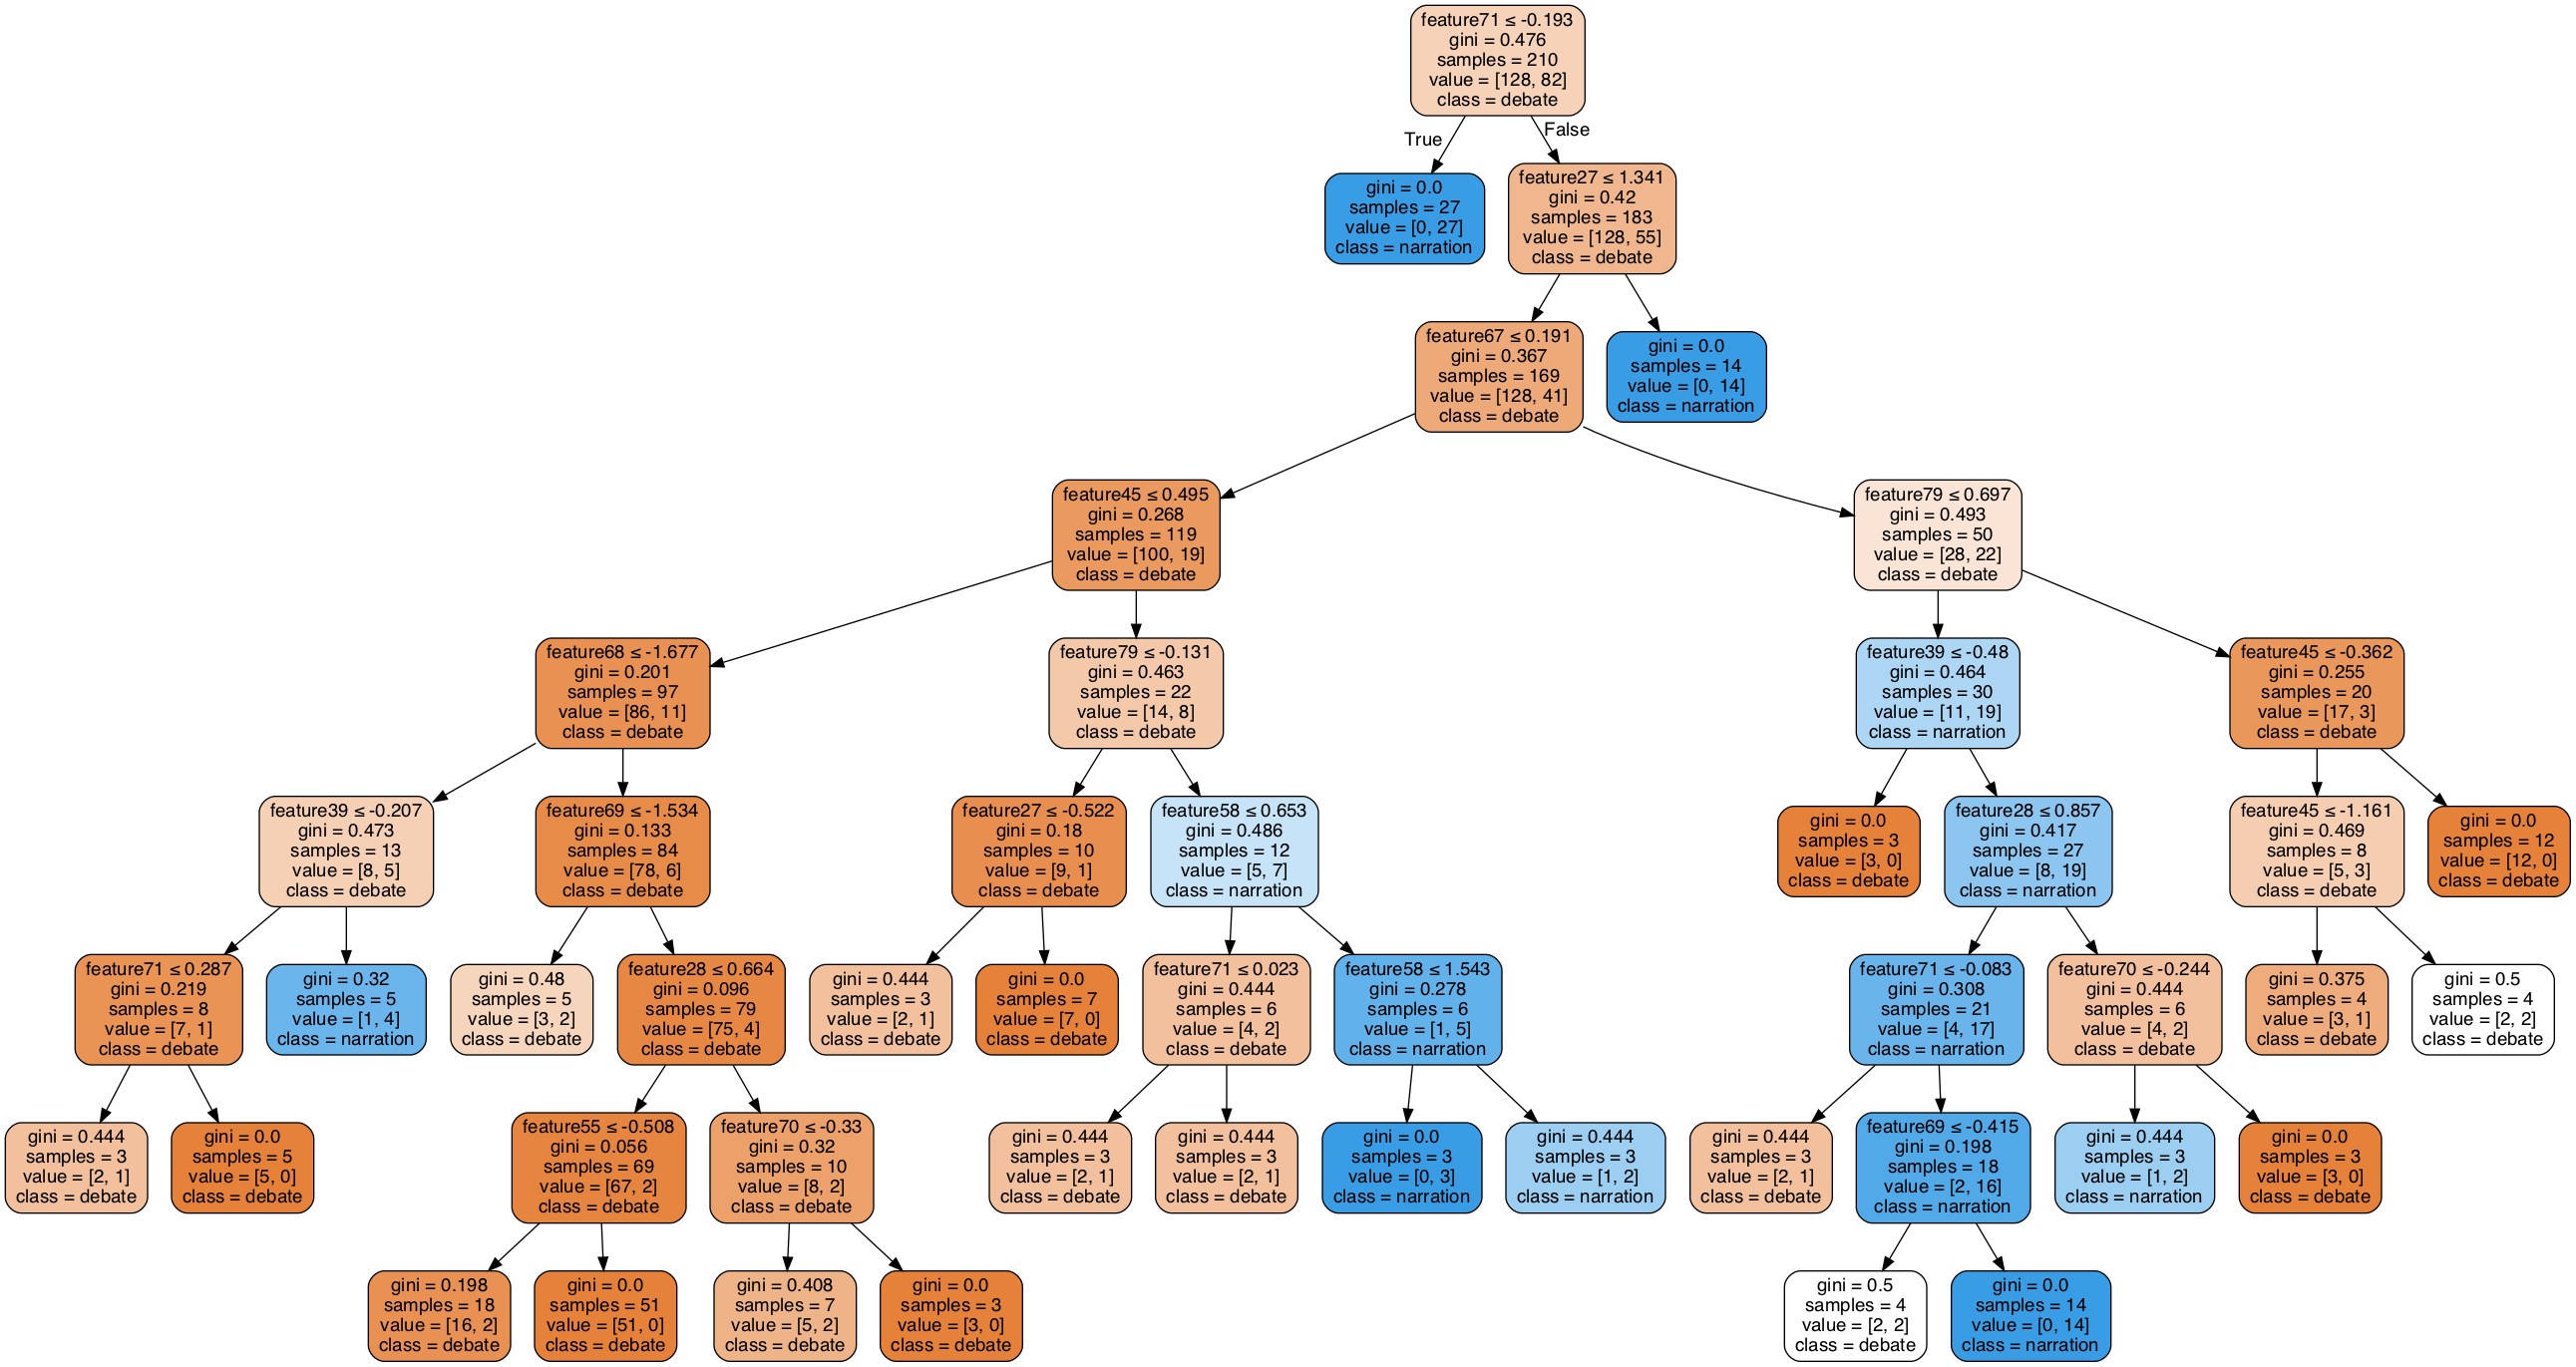 feature71 ≤ -0.193
gini = 0.476
samples = 210
value = [128, 82]
class = debate
True
False
gini = 0.0
samples = 27
value = [0, 27]
class = narration
feature27 ≤ 1.341
gini = 0.42
samples = 183
value = [128, 55]
class = debate
feature67 ≤ 0.191
gini = 0.367
samples = 169
value = [128, 41]
class = debate
gini = 0.0
samples = 14
value = [0, 14]
class = narration
feature45 ≤ 0.495
gini = 0.268
samples = 119
value = [100, 19]
class = debate
feature79 ≤ 0.697
gini = 0.493
samples = 50
value = [28, 22]
class = debate
feature68 ≤ -1.677
gini = 0.201
samples = 97
value = [86, 11]
class = debate
feature79 ≤ -0.131
gini = 0.463
samples = 22
value = [14, 8]
class = debate
feature39 ≤ -0.48
gini = 0.464
samples = 30
value = [11, 19]
class = narration
feature45 ≤ -0.362
gini = 0.255
samples = 20
value = [17, 3]
class = debate
feature39 ≤ -0.207
gini = 0.473
samples = 13
value = [8, 5]
class = debate
feature69 ≤ -1.534
gini = 0.133
samples = 84
value = [78, 6]
class = debate
feature27 ≤ -0.522
gini = 0.18
samples = 10
value = [9, 1]
class = debate
feature58 ≤ 0.653
gini = 0.486
samples = 12
value = [5, 7]
class = narration
gini = 0.0
samples = 3
value = [3, 0]
class = debate
feature28 ≤ 0.857
gini = 0.417
samples = 27
value = [8, 19]
class = narration
feature45 ≤ -1.161
gini = 0.469
samples = 8
value = [5, 3]
class = debate
gini = 0.0
samples = 12
value = [12, 0]
class = debate
feature71 ≤ 0.287
gini = 0.219
samples = 8
value = [7, 1]
class = debate
gini = 0.32
samples = 5
value = [1, 4]
class = narration
gini = 0.48
samples = 5
value = [3, 2]
class = debate
feature28 ≤ 0.664
gini = 0.096
samples = 79
value = [75, 4]
class = debate
gini = 0.444
samples = 3
value = [2, 1]
class = debate
gini = 0.0
samples = 7
value = [7, 0]
class = debate
feature71 ≤ 0.023
gini = 0.444
samples = 6
value = [4, 2]
class = debate
feature58 ≤ 1.543
gini = 0.278
samples = 6
value = [1, 5]
class = narration
feature71 ≤ -0.083
gini = 0.308
samples = 21
value = [4, 17]
class = narration
feature70 ≤ -0.244
gini = 0.444
samples = 6
value = [4, 2]
class = debate
gini = 0.375
samples = 4
value = [3, 1]
class = debate
gini = 0.5
samples = 4
value = [2, 2]
class = debate
gini = 0.444
samples = 3
value = [2, 1]
class = debate
gini = 0.0
samples = 5
value = [5, 0]
class = debate
feature55 ≤ -0.508
gini = 0.056
samples = 69
value = [67, 2]
class = debate
feature70 ≤ -0.33
gini = 0.32
samples = 10
value = [8, 2]
class = debate
gini = 0.444
samples = 3
value = [2, 1]
class = debate
gini = 0.444
samples = 3
value = [2, 1]
class = debate
gini = 0.0
samples = 3
value = [0, 3]
class = narration
gini = 0.444
samples = 3
value = [1, 2]
class = narration
gini = 0.444
samples = 3
value = [2, 1]
class = debate
feature69 ≤ -0.415
gini = 0.198
samples = 18
value = [2, 16]
class = narration
gini = 0.444
samples = 3
value = [1, 2]
class = narration
gini = 0.0
samples = 3
value = [3, 0]
class = debate
gini = 0.198
samples = 18
value = [16, 2]
class = debate
gini = 0.0
samples = 51
value = [51, 0]
class = debate
gini = 0.408
samples = 7
value = [5, 2]
class = debate
gini = 0.0
samples = 3
value = [3, 0]
class = debate
gini = 0.5
samples = 4
value = [2, 2]
class = debate
gini = 0.0
samples = 14
value = [0, 14]
class = narration